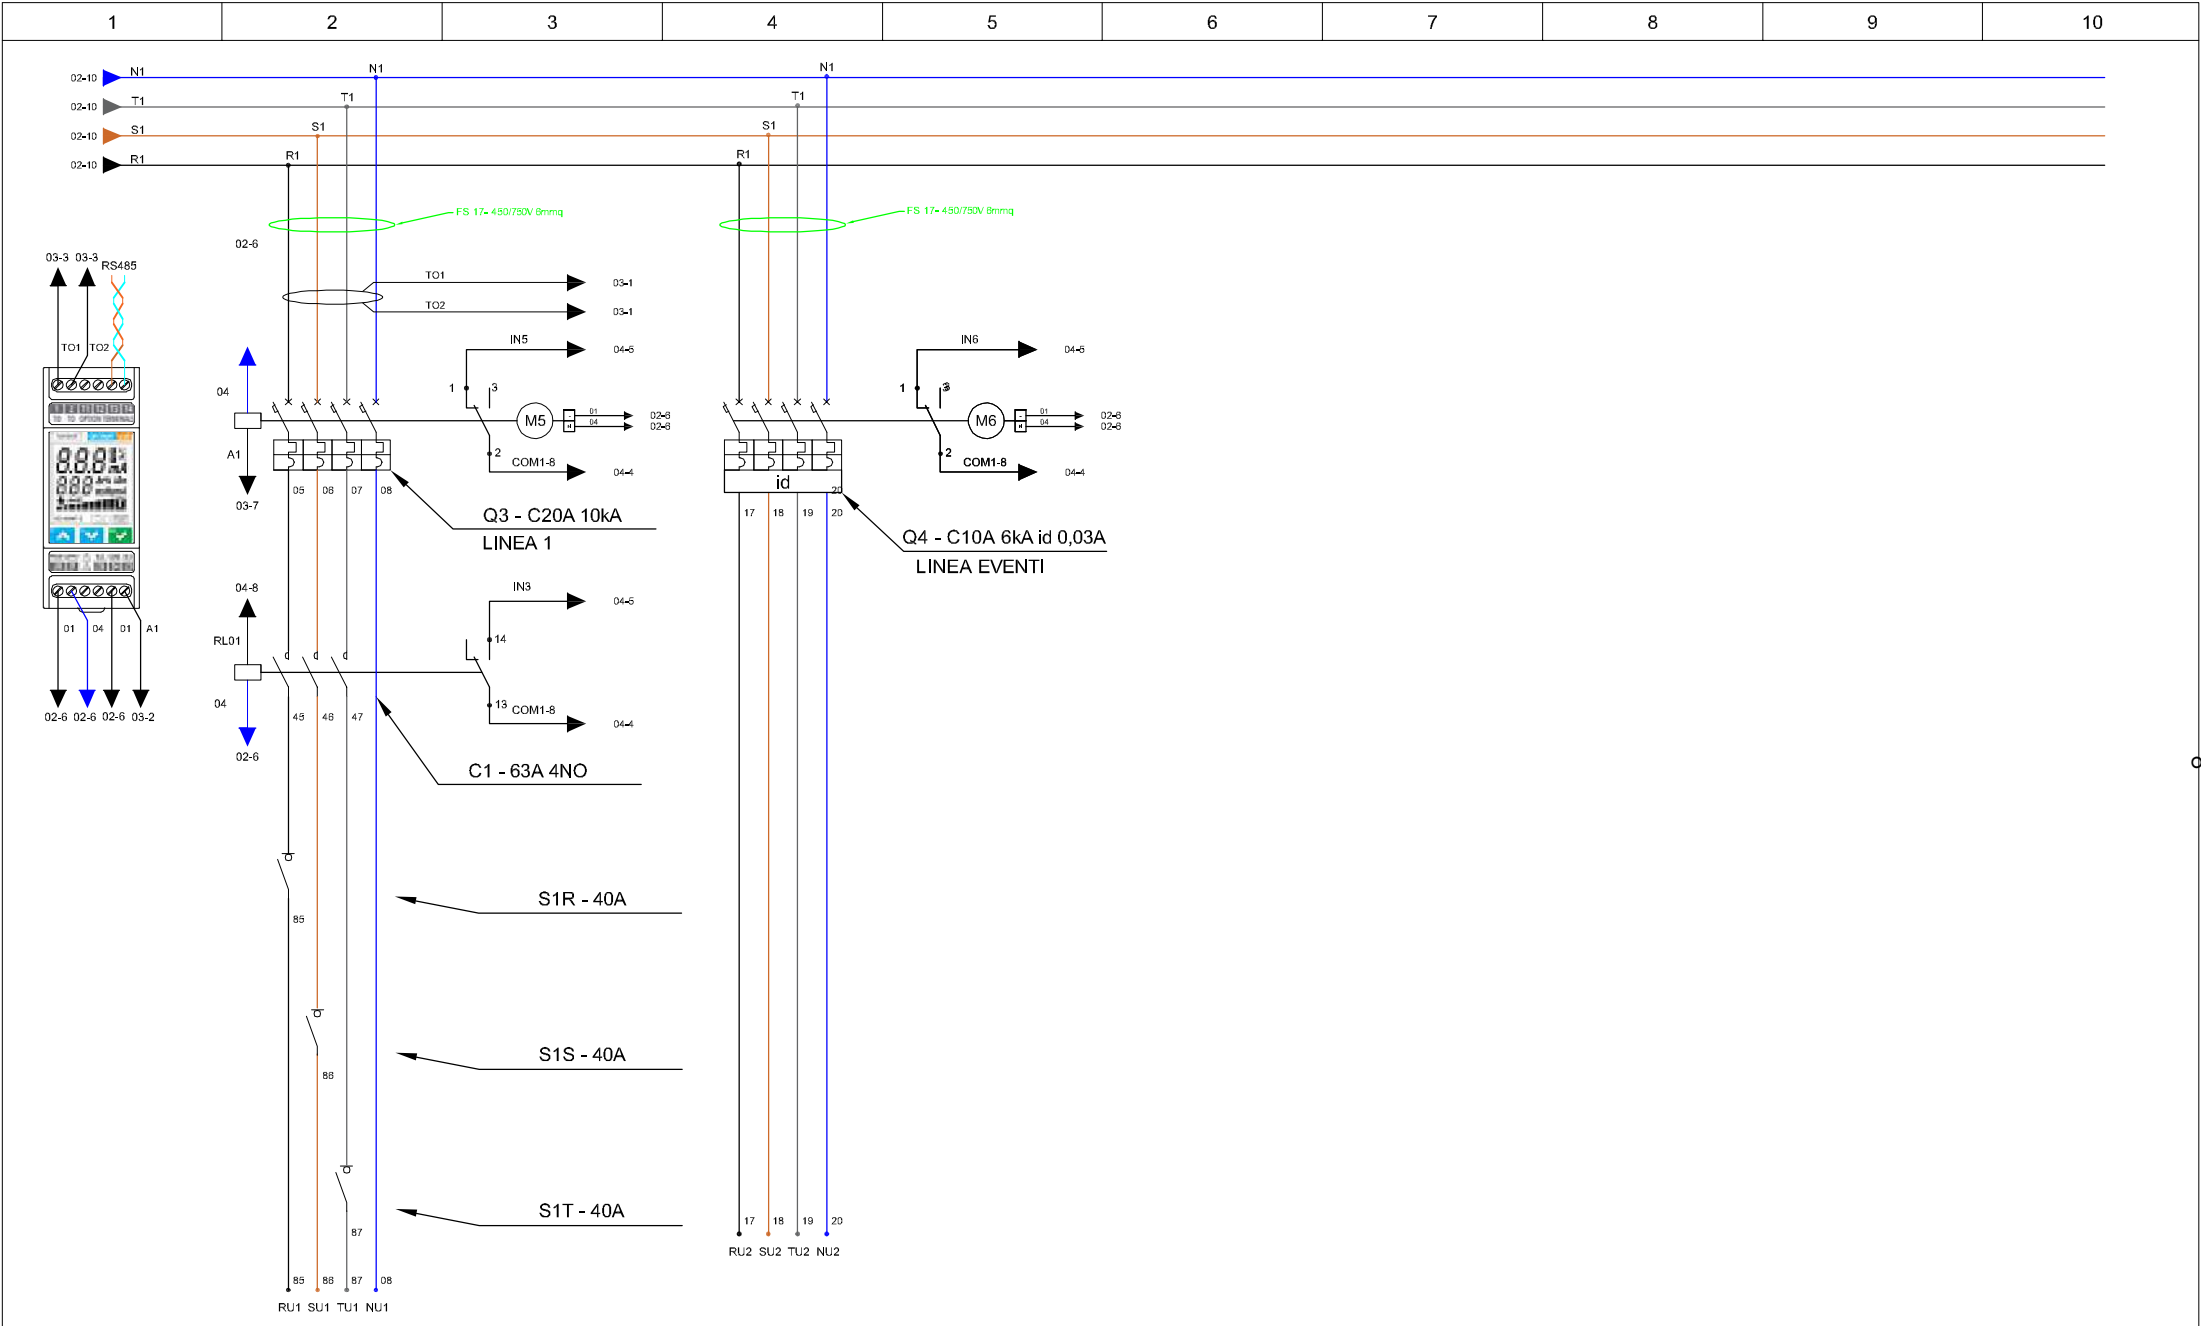 1 2 3 4 5 6 7 8 9 10
02-10 N1 N1 N1
02-10 T1 T1 T1
02-10 S1 S1 S1
02-10 R1 R1 R1
FS 17- 450/750V 6mmq FS 17- 450/750V 6mmq
02-6
03-3 03-3 RS485
TO1 03-1
TO2 03-1
TO1 TO2
IN5 04-5 IN6 04-5
04 1 3 1
M5 - 01 02-6 M6 - 01 02-6
04 02-6 04 02-6
A1 2 2
COM1-8 04-4 COM1-8 04-4
03-7 05 06 07 08 id 20
17 18 19 20
Q3 - C20A 10kA
LINEA 1
Q4 - C10A 6kA id 0,03A
LINEA EVENTI
04-8 IN3 04-5
01 04 01 A1 RL01 14
04 13 COM1-8 04-4
02-6 02-6 02-6 03-2 45 46 47
02-6
C1 - 63A 4NO
S1R - 40A
85
S1S - 40A
86
S1T - 40A
87
17 18 19 20
RU2 SU2 TU2 NU2
85 86 87 08
RU1 SU1 TU1 NU1